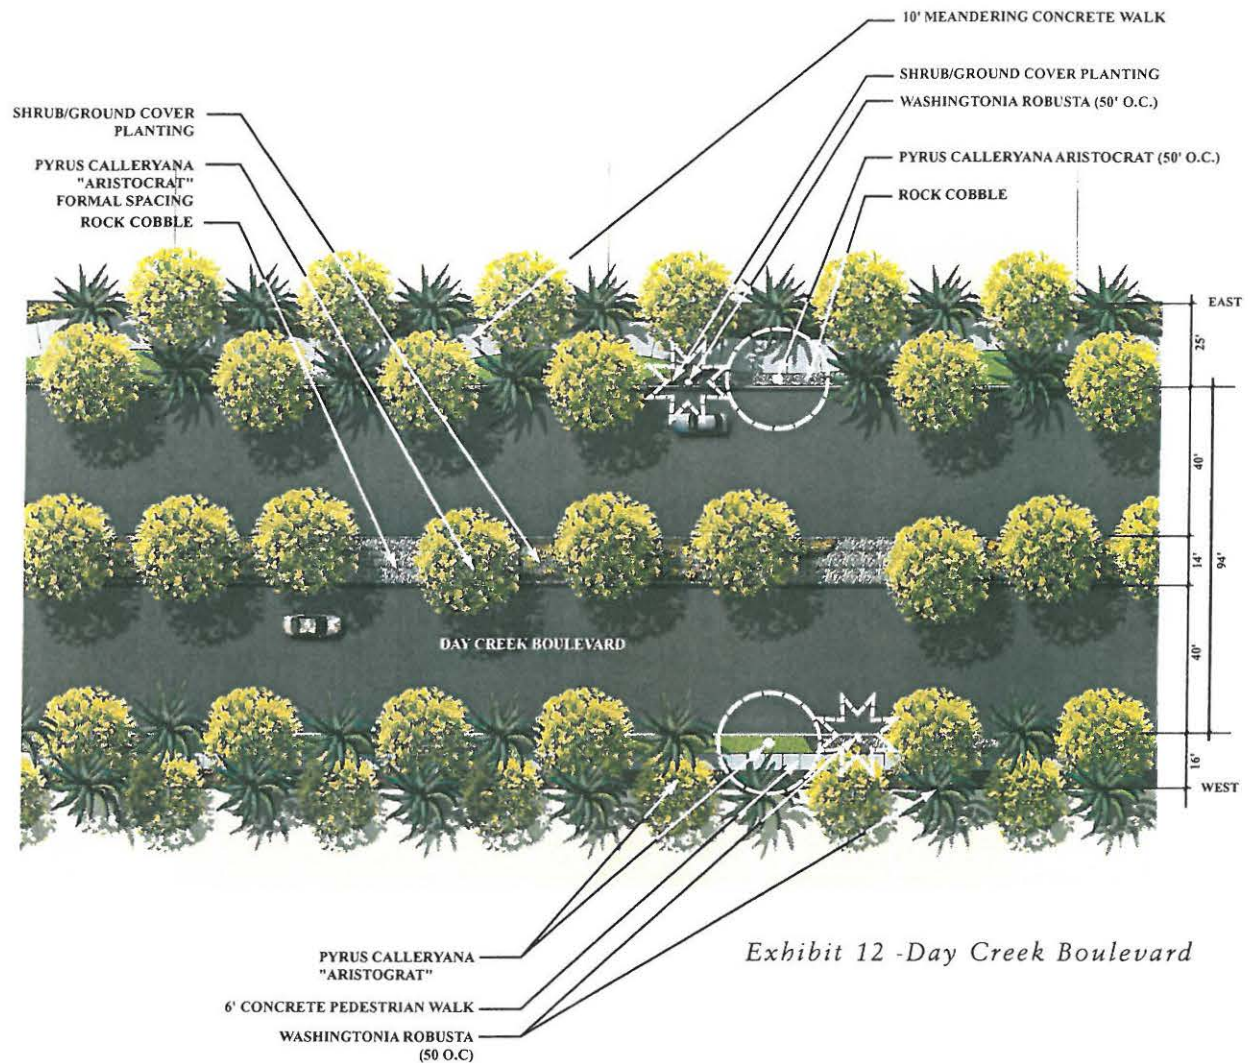 10' MEANDERING CONCRETE WALK
SHRUB/GROUND COVER PLANTING
WASHINGTONIA ROBUSTA (50' O.C.)
PYRUS CALLERYANA ARISTOCRAT (50' O.C.)
ROCK COBBLE
SHRUB/GROUND COVER
PLANTING
PYRUS CALLERYANA
"ARISTOCRAT"
FORMAL SPACING
ROCK COBBLE
EAST
25'
40'
14'
94'
40'
16'
WEST
DAY CREEK BOULEVARD
PYRUS CALLERYANA
"ARISTOGRAT"
6' CONCRETE PEDESTRIAN WALK
WASHINGTONIA ROBUSTA
(50 O.C)
Exhibit 12 -Day Creek Boulevard